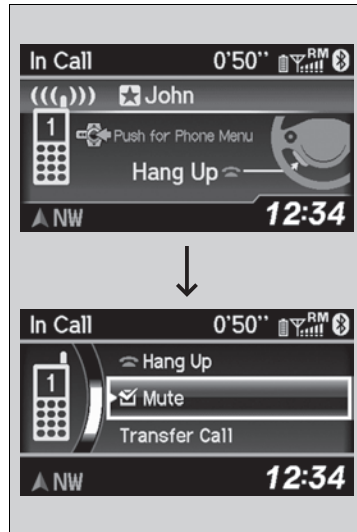 In Call 0'50'' RM
John
1 Push for Phone Menu
Hang Up
NW 12:34
In Call 0'50'' RM
Hang Up
1 Mute
Transfer Call
NW 12:34